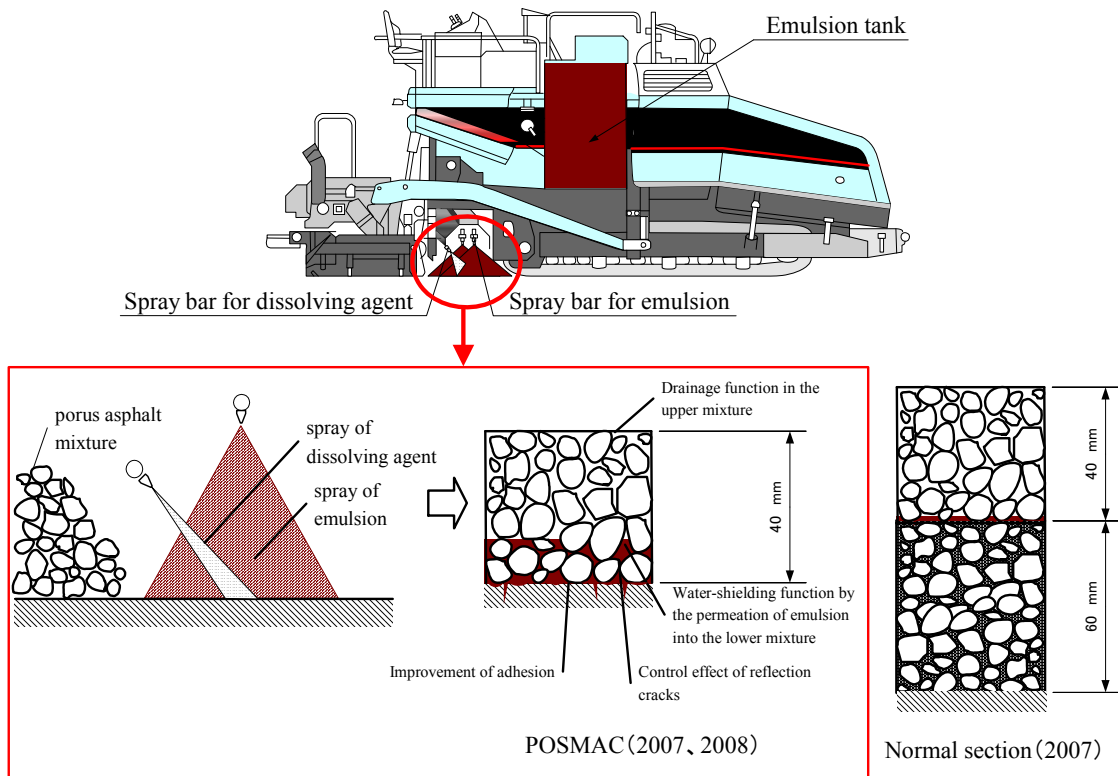 Emulsion tank
Spray bar for dissolving agent
Spray bar for emulsion
porus asphalt
mixture
spray of
dissolving agent
spray of
emulsion
Drainage function in the
upper mixture
40 mm
Water-shielding function by
the permeation of emulsion
into the lower mixture
Improvement of adhesion
Control effect of reflection
cracks
POSMAC(2007、2008)
40 mm
60 mm
Normal section(2007)